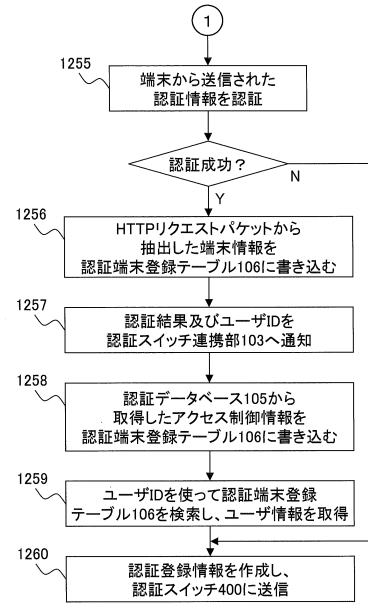 1
1255
端末から送信された
認証情報を認証
認証成功?
N
Y
1256
HTTPリクエストパケットから
抽出した端末情報を
認証端末登録テーブル106に書き込む
1257
認証結果及びユーザIDを
認証スイッチ連携部103へ通知
1258
認証データベース105から
取得したアクセス制御情報を
認証端末登録テーブル106に書き込む
1259
ユーザIDを使って認証端末登録
テーブル106を検索し、ユーザ情報を取得
1260
認証登録情報を作成し、
認証スイッチ400に送信